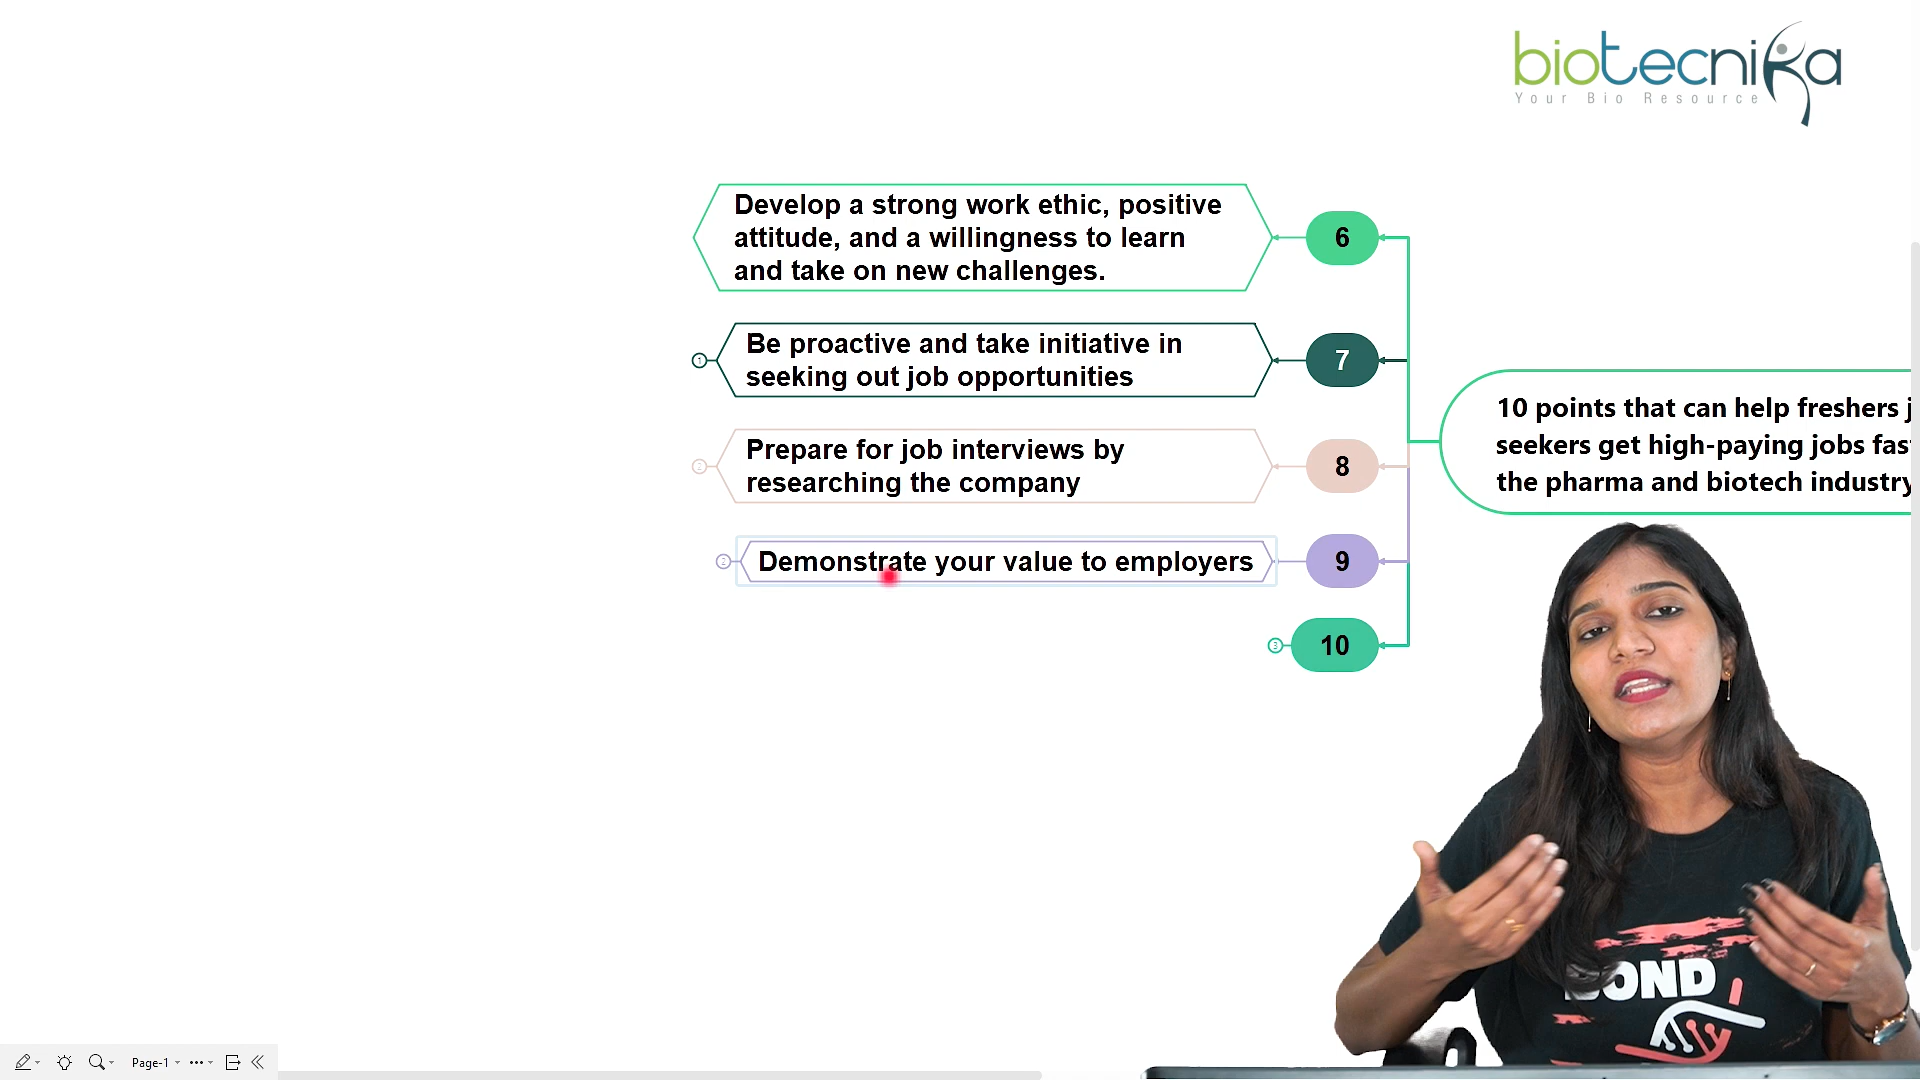 biotecnika
Your Bio Resource
Develop a strong work ethic, positive
attitude, and a willingness to learn
and take on new challenges.
6
Be proactive and take initiative in
seeking out job opportunities
7
Prepare for job interviews by
researching the company
8
Demonstrate your value to employers
9
10
10 points that can help freshers
seekers get high-paying jobs
the pharma and biotech industry
Page-1